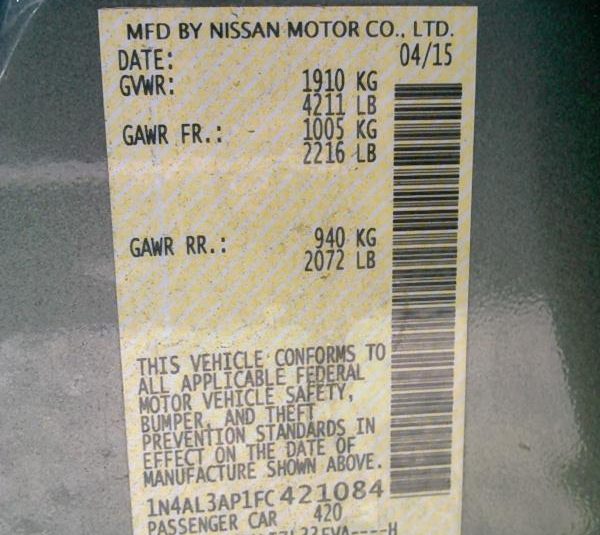 MFD BY NISSAN MOTOR CO., LTD.
DATE: 04/15
GVWR: 1910 KG
4211 LB
GAWR FR.: 1005 KG
2216 LB
GAWR RR.: 940 KG
2072 LB
THIS VEHICLE CONFORMS TO
ALL APPLICABLE FEDERAL
MOTOR VEHICLE SAFETY,
BUMPER, AND THEFT
PREVENTION STANDARDS IN
EFFECT ON THE DATE OF
MANUFACTURE SHOWN ABOVE.
1N4AL3AP1FC421084
PASSENGER CAR 420